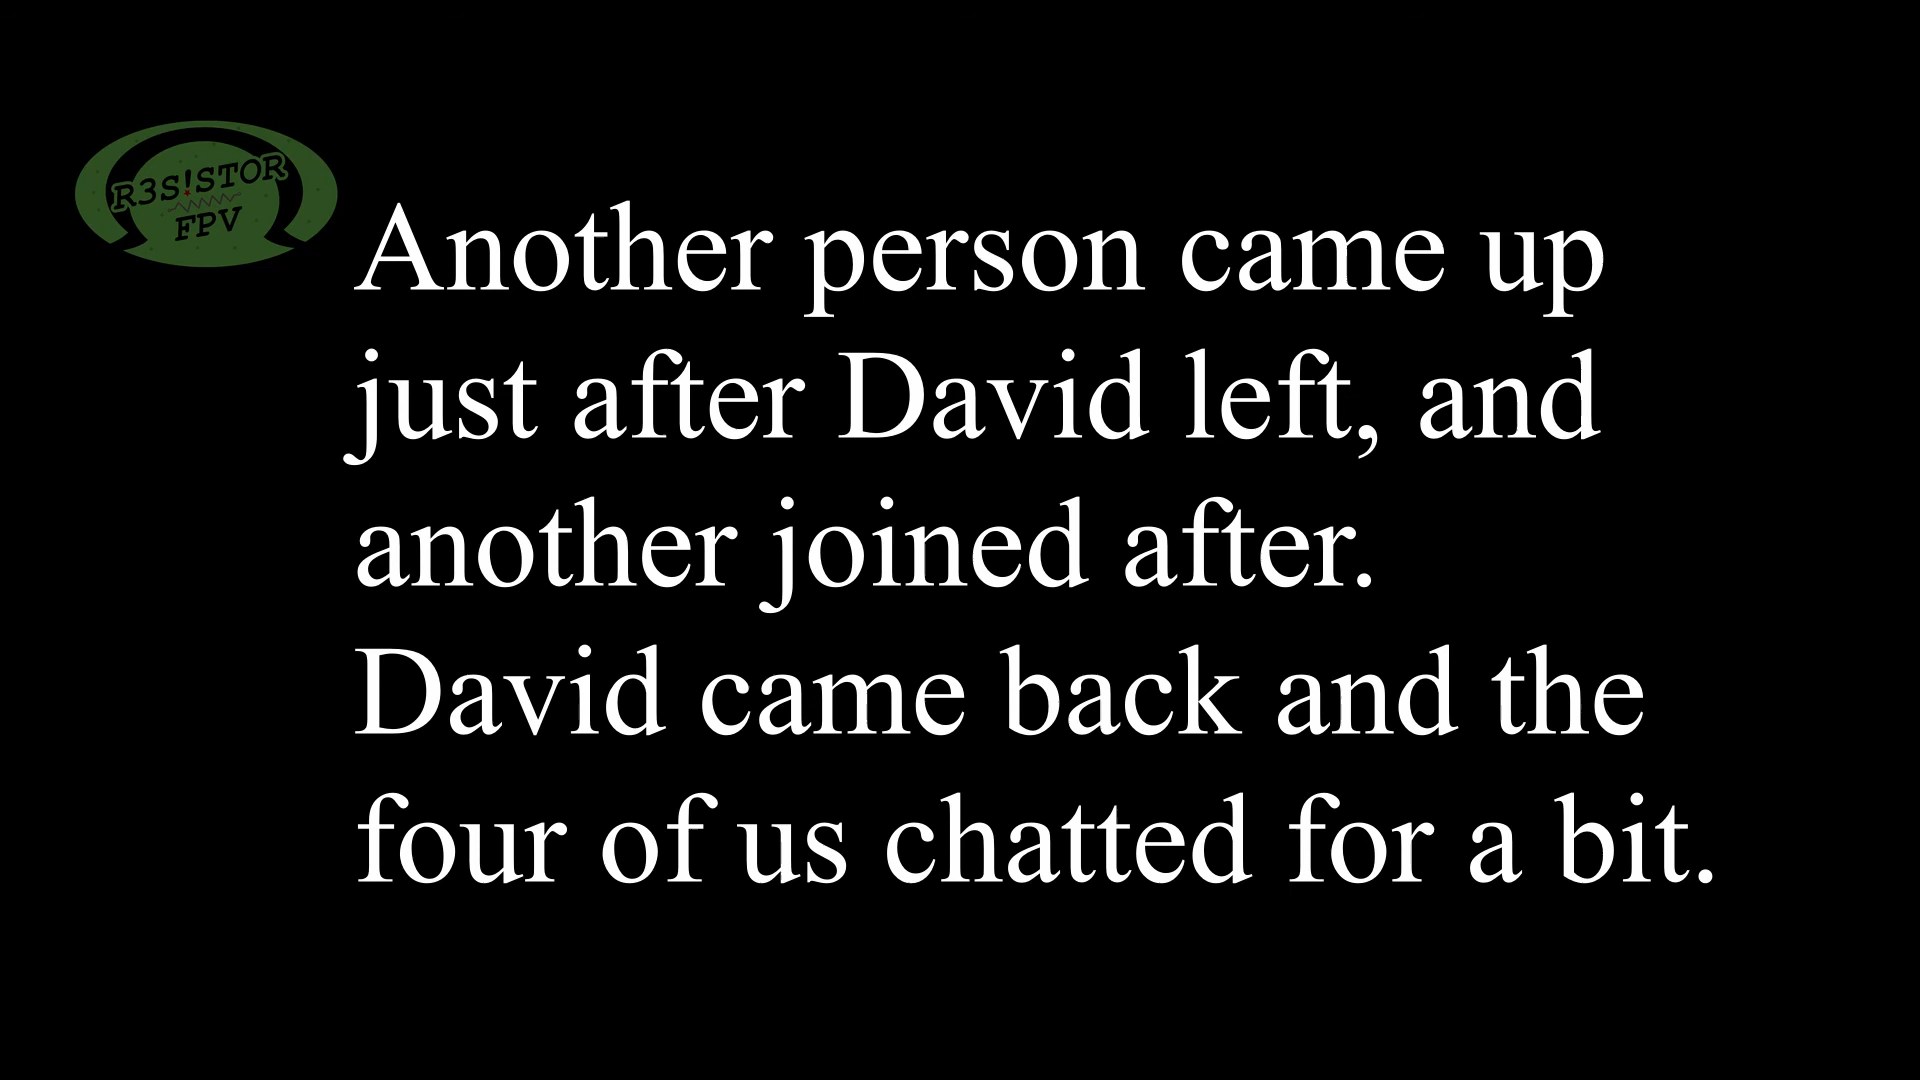 R3S!STOR
FPV
Another person came up
just after David left, and
another joined after.
David came back and the
four of us chatted for a bit.